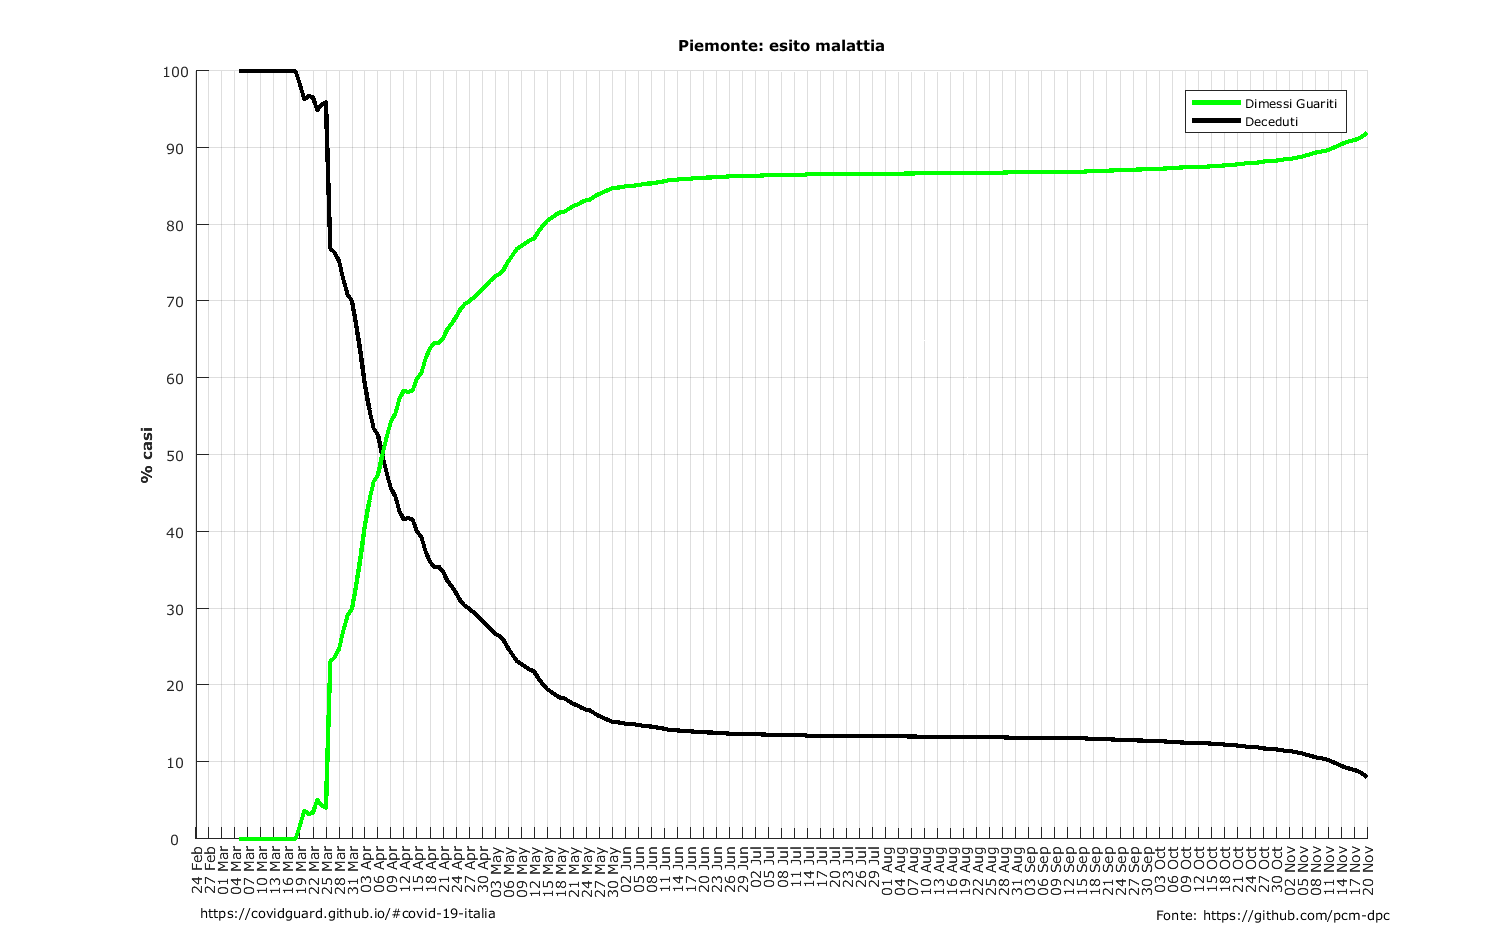 Piemonte: esito malattia
Dimessi Guariti
Deceduti
% casi
100
90
80
70
60
50
40
30
20
10
0
24 Feb
27 Feb
01 Mar
04 Mar
07 Mar
10 Mar
13 Mar
16 Mar
19 Mar
22 Mar
25 Mar
28 Mar
31 Mar
03 Apr
06 Apr
09 Apr
12 Apr
15 Apr
18 Apr
21 Apr
24 Apr
27 Apr
30 Apr
03 May
06 May
09 May
12 May
15 May
18 May
21 May
24 May
27 May
30 May
02 Jun
05 Jun
08 Jun
11 Jun
14 Jun
17 Jun
20 Jun
23 Jun
26 Jun
29 Jun
02 Jul
05 Jul
08 Jul
11 Jul
14 Jul
17 Jul
20 Jul
23 Jul
26 Jul
29 Jul
01 Aug
04 Aug
07 Aug
10 Aug
13 Aug
16 Aug
19 Aug
22 Aug
25 Aug
28 Aug
31 Aug
03 Sep
06 Sep
09 Sep
12 Sep
15 Sep
18 Sep
21 Sep
24 Sep
27 Sep
30 Sep
03 Oct
06 Oct
09 Oct
12 Oct
15 Oct
18 Oct
21 Oct
24 Oct
27 Oct
30 Oct
02 Nov
05 Nov
08 Nov
11 Nov
14 Nov
17 Nov
20 Nov
https://covidguard.github.io/#covid-19-italia
Fonte: https://github.com/pcm-dpc